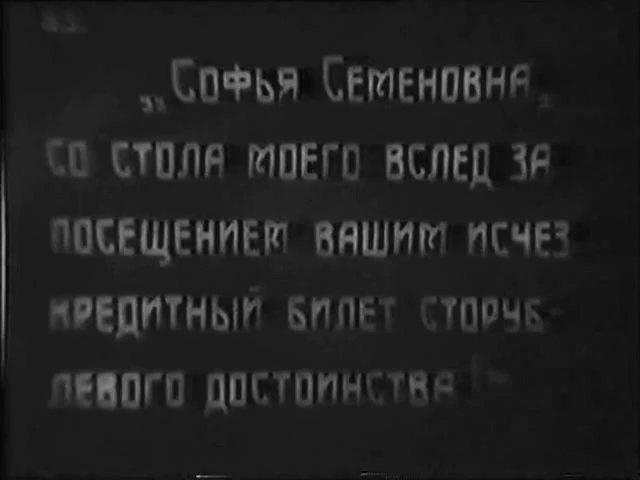 „Софья Семеновна,
со стола моего вслед за
посещением вашим исчез
кредитный билет сторуб-
левого достоинства!"